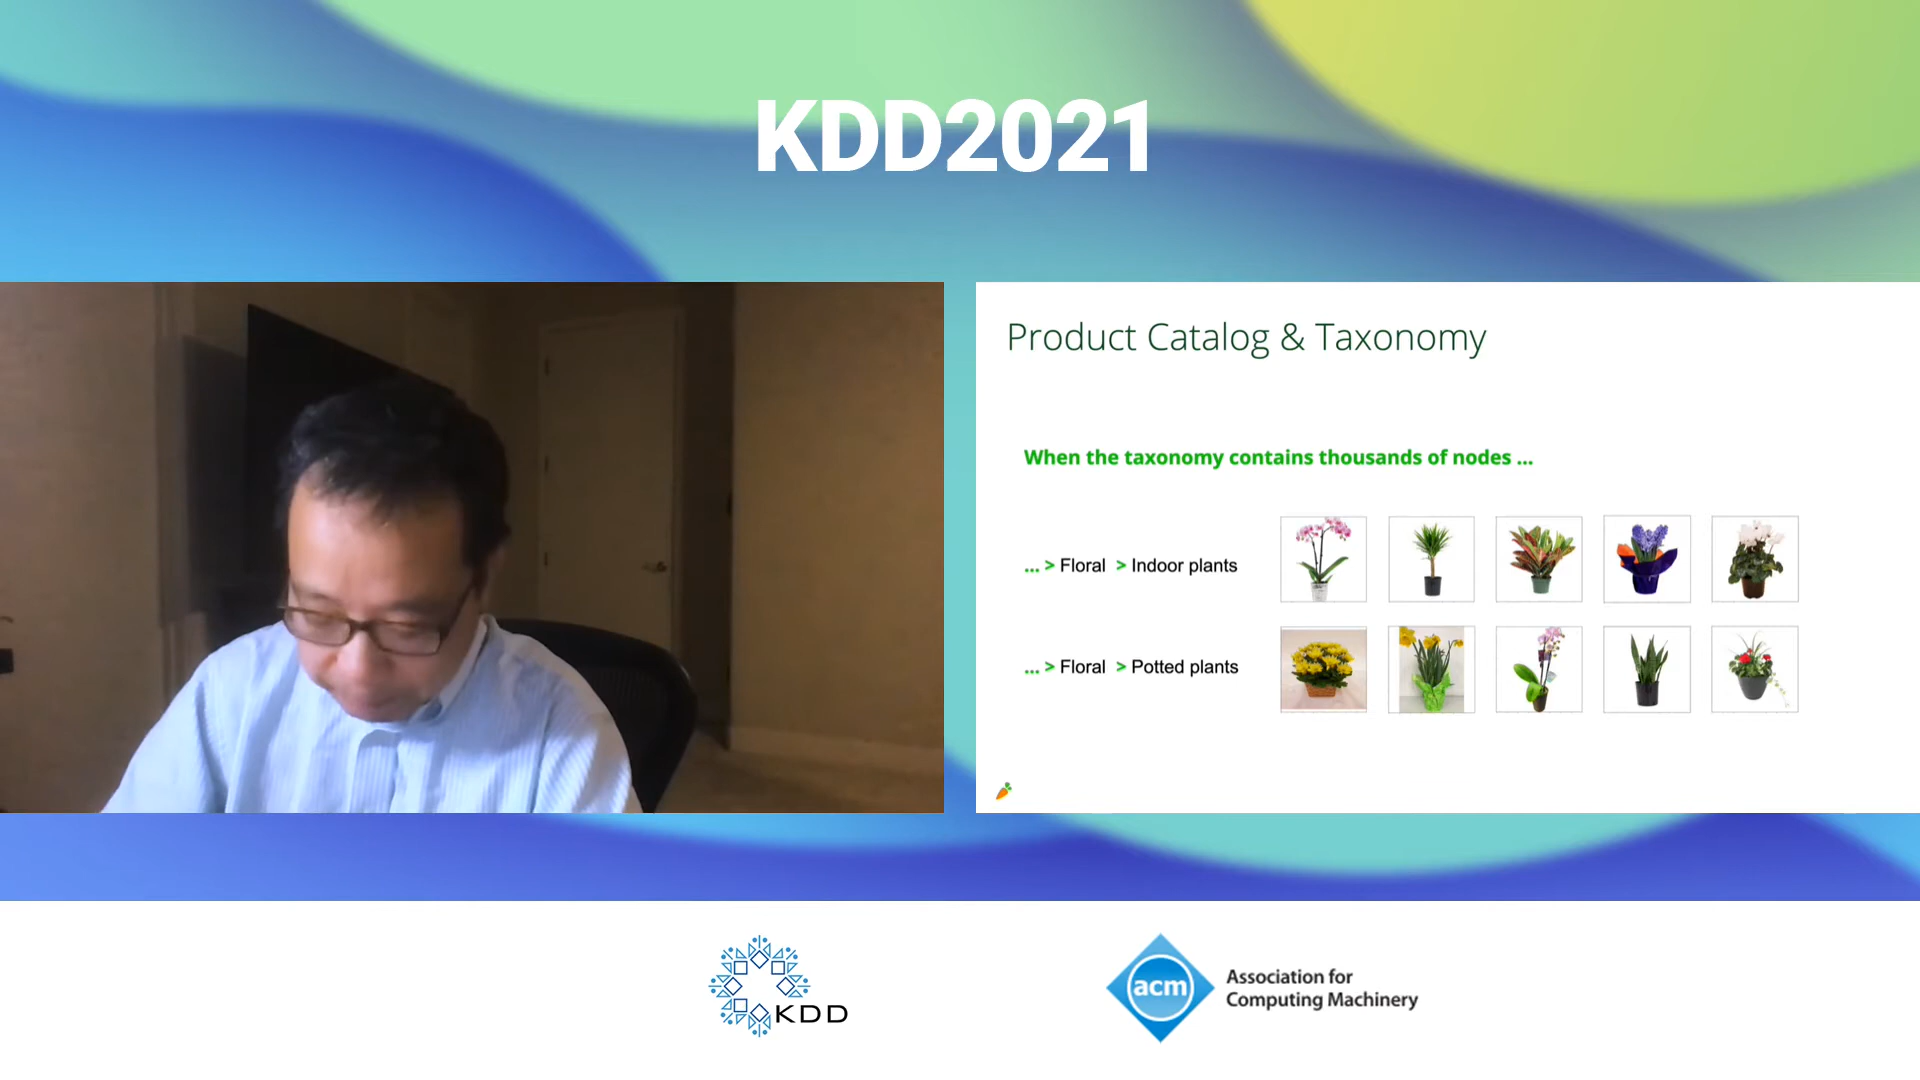 KDD2021
Product Catalog & Taxonomy
When the taxonomy contains thousands of nodes ...
... > Floral > Indoor plants
... > Floral > Potted plants
KDD
acm
Association for
Computing Machinery